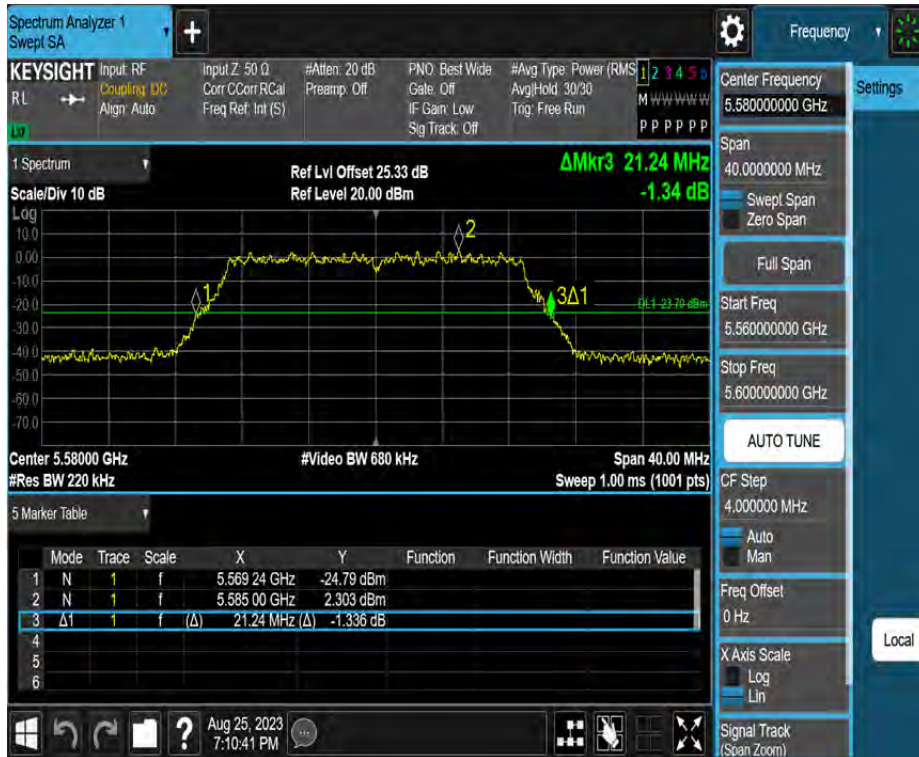 Spectrum Analyzer 1
Swept SA
Frequency
KEYSIGHT
RL
LXI
Input: RF
Coupling: DC
Align: Auto
Input Z: 50 Ω
Corr CCorr RCal
Freq Ref: Int (S)
#Atten: 20 dB
Preamp: Off
PNO: Best Wide
Gate: Off
IF Gain: Low
Sig Track: Off
#Avg Type: Power (RMS
Avg|Hold: 30/30
Trig: Free Run
1 2 3 4 5 6
M W W W W W
P P P P P P
1 Spectrum
Scale/Div 10 dB
Ref Lvl Offset 25.33 dB
Ref Level 20.00 dBm
ΔMkr3 21.24 MHz
-1.34 dB
Log
10.0
0.00
-10.0
-20.0
-30.0
-40.0
-50.0
-60.0
-70.0
1
2
3Δ1
DL1 -23.70 dBm
Center 5.58000 GHz
#Video BW 680 kHz
Span 40.00 MHz
#Res BW 220 kHz
Sweep 1.00 ms (1001 pts)
5 Marker Table
Mode Trace Scale X Y Function Function Width Function Value
1 N 1 f 5.569 24 GHz -24.79 dBm
2 N 1 f 5.585 00 GHz 2.303 dBm
3 Δ1 1 f (Δ) 21.24 MHz (Δ) -1.336 dB
4
5
6
Aug 25, 2023
7:10:41 PM
Center Frequency
5.580000000 GHz
Span
40.0000000 MHz
Swept Span
Zero Span
Full Span
Start Freq
5.560000000 GHz
Stop Freq
5.600000000 GHz
AUTO TUNE
CF Step
4.000000 MHz
Auto
Man
Freq Offset
0 Hz
X Axis Scale
Log
Lin
Signal Track
(Span Zoom)
Settings
Local